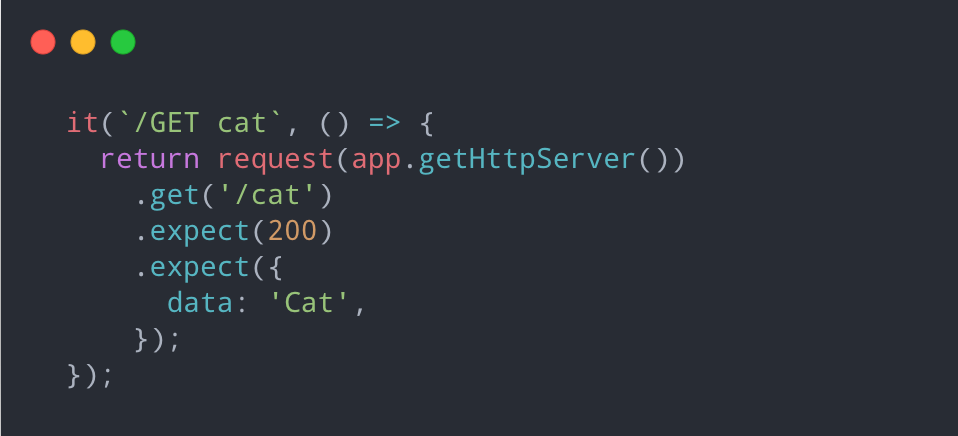 it(`/GET cat`, () => {
  return request(app.getHttpServer())
    .get('/cat')
    .expect(200)
    .expect({
      data: 'Cat',
    });
});